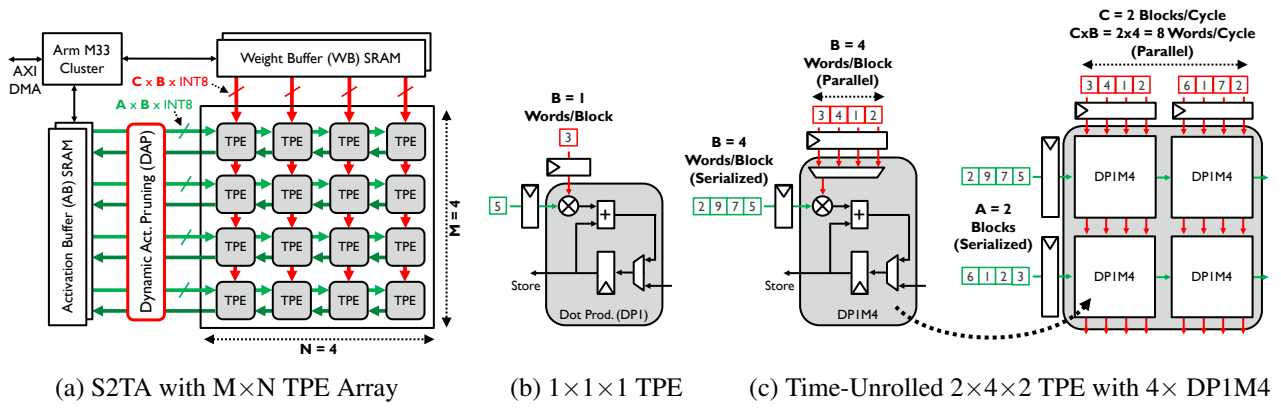 Arm M33
Cluster
AXI
DMA
Weight Buffer (WB) SRAM
C x B x INT8
A x B x INT8
Activation Buffer (AB) SRAM
Dynamic Act. Pruning (DAP)
TPE TPE TPE TPE
TPE TPE TPE TPE
TPE TPE TPE TPE
TPE TPE TPE TPE
M = 4
N = 4
(a) S2TA with M×N TPE Array
B = 1
Words/Block
3
5
+
Store
Dot Prod. (DP1)
(b) 1×1×1 TPE
B = 4
Words/Block
(Parallel)
3 4 1 2
B = 4
Words/Block
(Serialized)
2 9 7 5
+
Store
DP1M4
C = 2 Blocks/Cycle
CxB = 2x4 = 8 Words/Cycle
(Parallel)
3 4 1 2
6 1 7 2
2 9 7 5
A = 2
Blocks
(Serialized)
6 1 2 3
DP1M4 DP1M4
DP1M4 DP1M4
(c) Time-Unrolled 2×4×2 TPE with 4× DP1M4